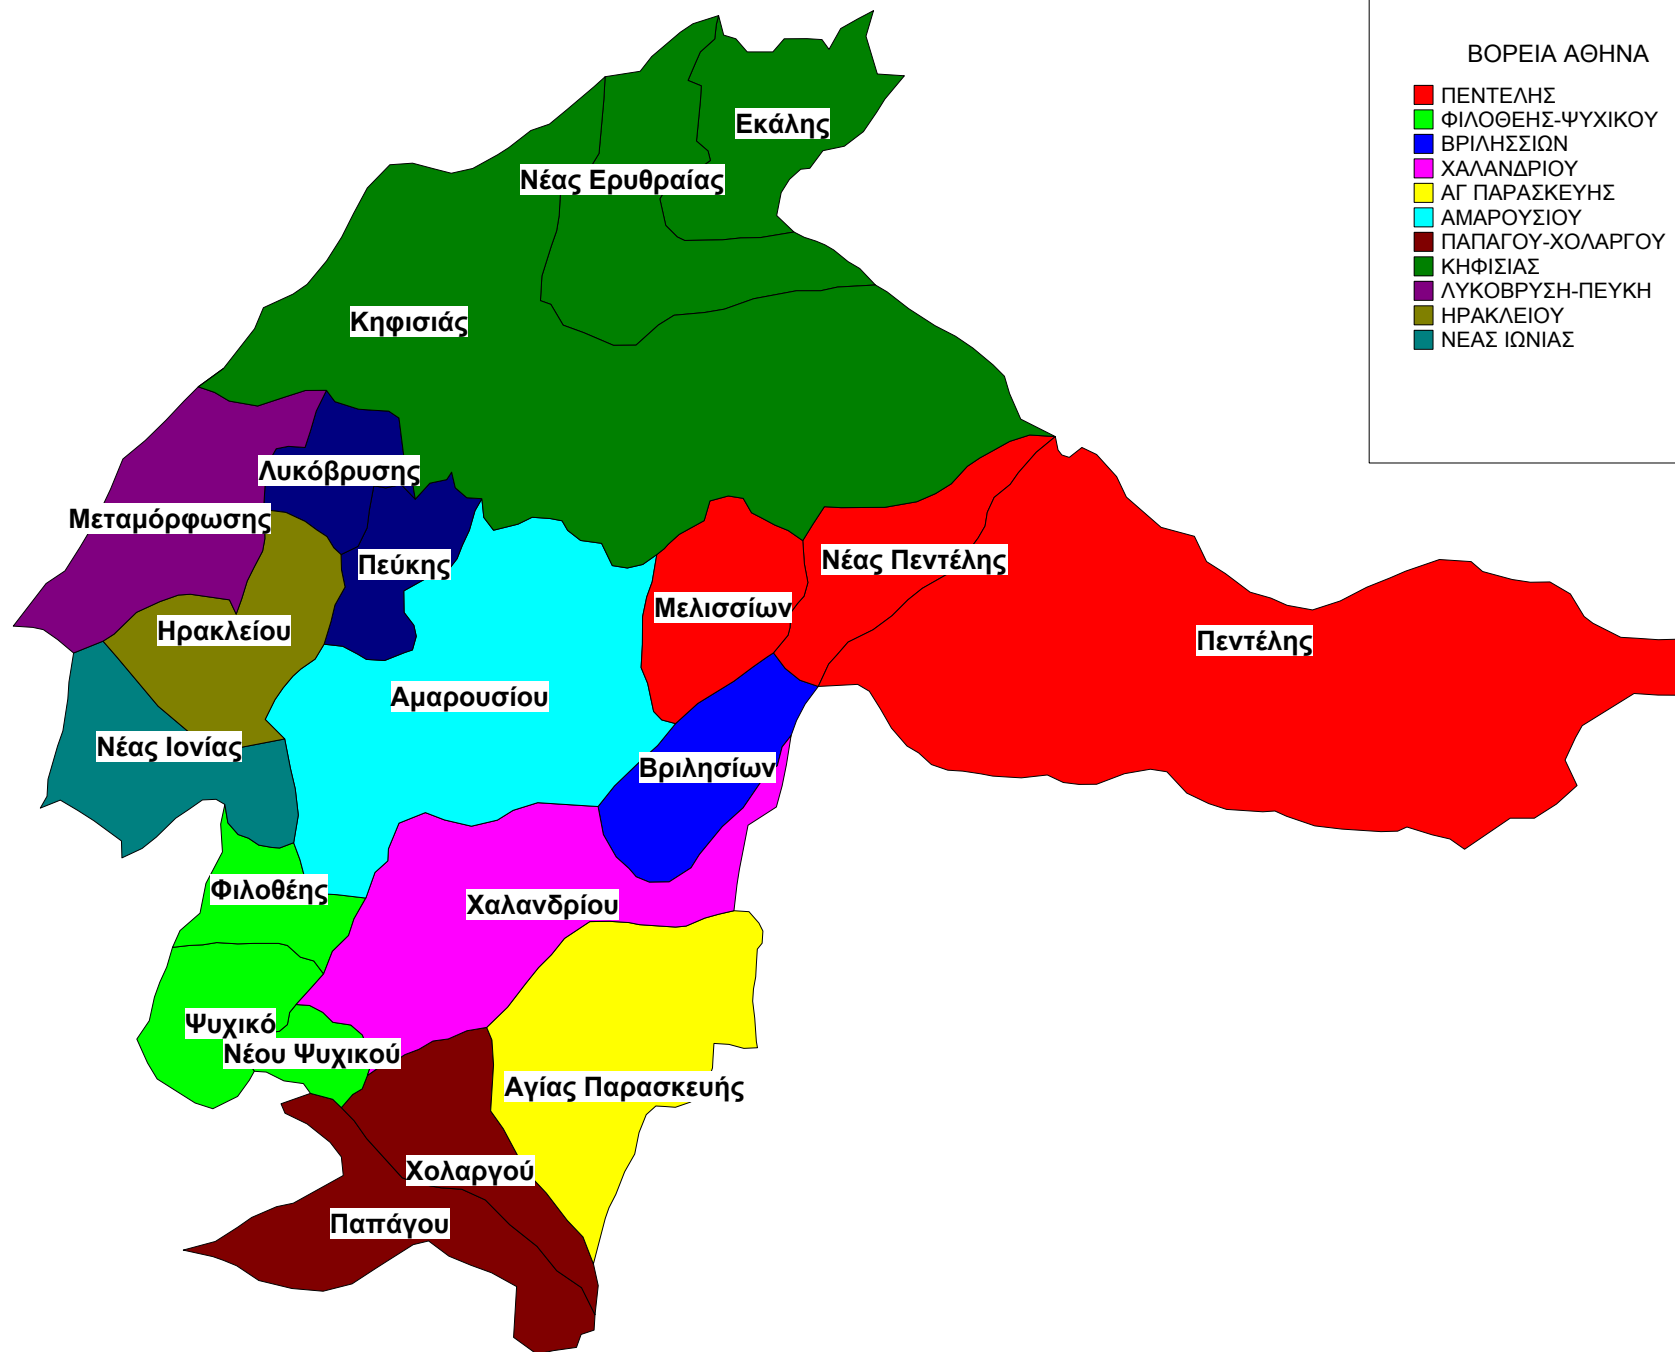 ΒΟΡΕΙΑ ΑΘΗΝΑ
ΠΕΝΤΕΛΗΣ
ΦΙΛΟΘΕΗΣ-ΨΥΧΙΚΟΥ
ΒΡΙΛΗΣΣΙΩΝ
ΧΑΛΑΝΔΡΙΟΥ
ΑΓ ΠΑΡΑΣΚΕΥΗΣ
ΑΜΑΡΟΥΣΙΟΥ
ΠΑΠΑΓΟΥ-ΧΟΛΑΡΓΟΥ
ΚΗΦΙΣΙΑΣ
ΛΥΚΟΒΡΥΣΗ-ΠΕΥΚΗ
ΗΡΑΚΛΕΙΟΥ
ΝΕΑΣ ΙΩΝΙΑΣ
Εκάλης
Νέας Ερυθραίας
Κηφισιάς
Λυκόβρυσης
Μεταμόρφωσης
Πεύκης
Νέας Πεντέλης
Μελισσίων
Ηρακλείου
Πεντέλης
Αμαρουσίου
Νέας Ιονίας
Βριλησίων
Φιλοθέης
Χαλανδρίου
Ψυχικό
Νέου Ψυχικού
Αγίας Παρασκευής
Χολαργού
Παπάγου